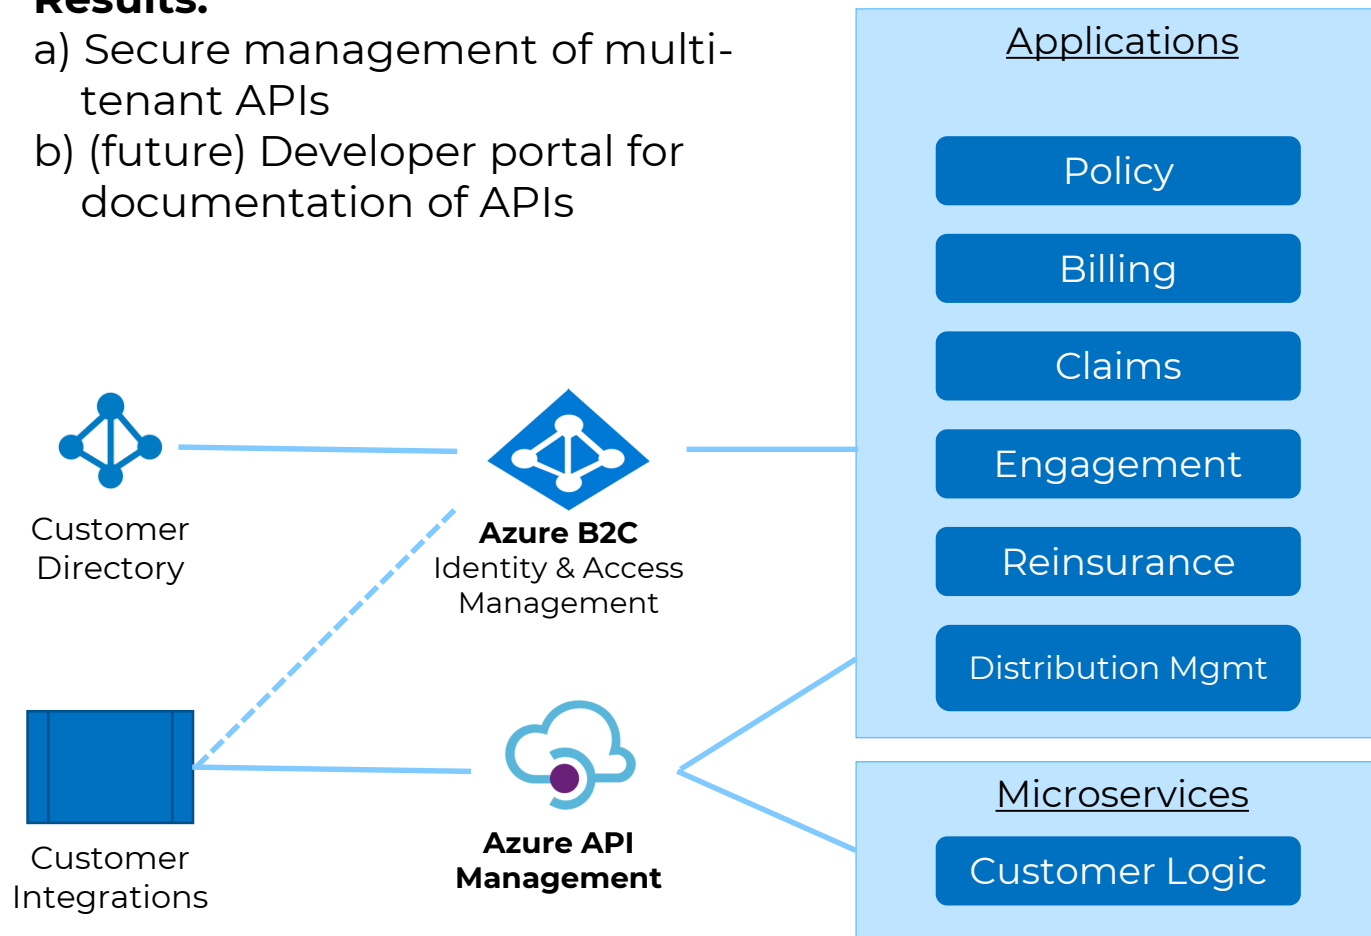 Results:
a) Secure management of multi-
tenant APIs
b) (future) Developer portal for
documentation of APIs
Applications
Policy
Billing
Claims
Engagement
Reinsurance
Distribution Mgmt
Customer
Directory
Azure B2C
Identity & Access
Management
Customer
Integrations
Azure API
Management
Microservices
Customer Logic